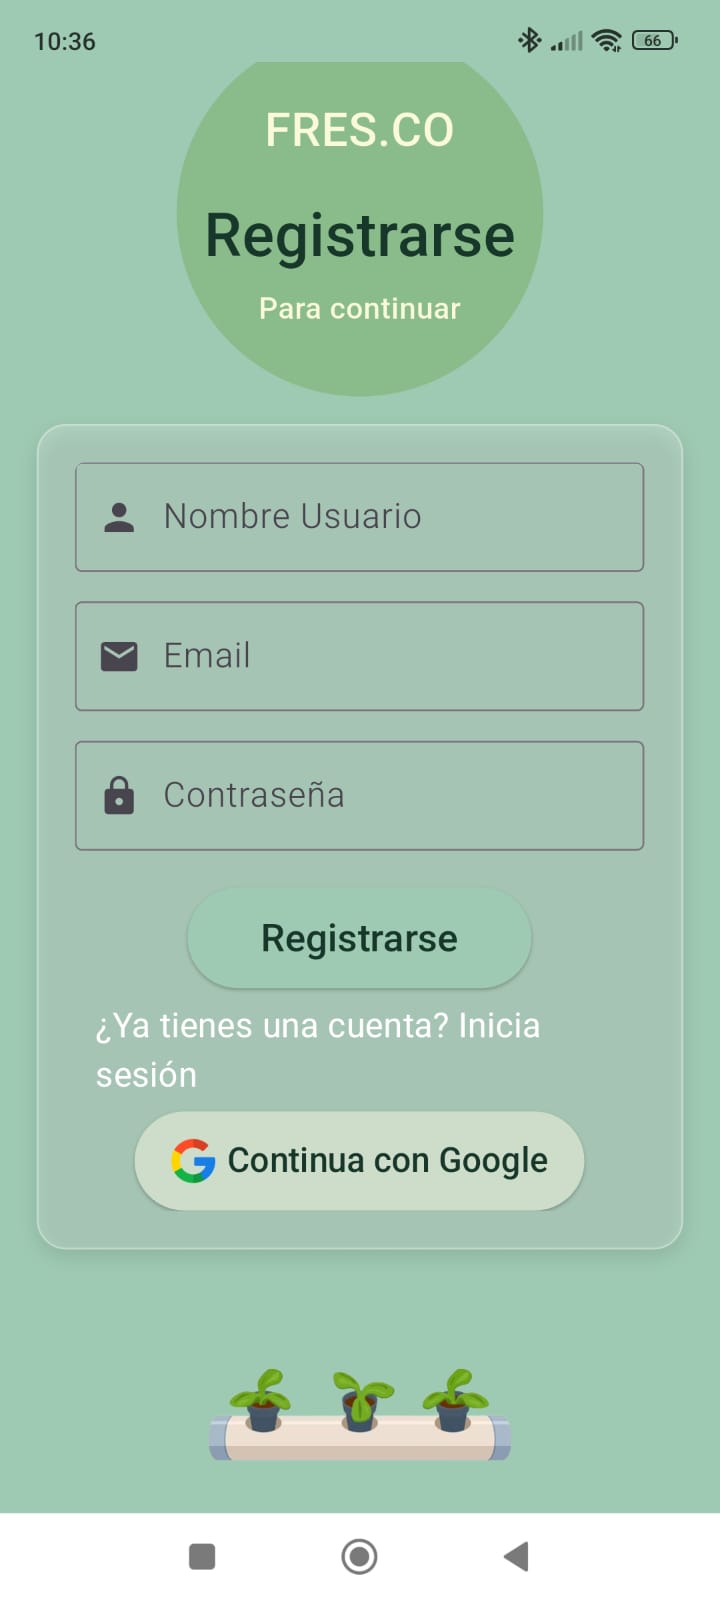 10:36
66
FRES.CO
Registrarse
Para continuar
Nombre Usuario
Email
Contraseña
Registrarse
¿Ya tienes una cuenta? Inicia
sesión
Continua con Google